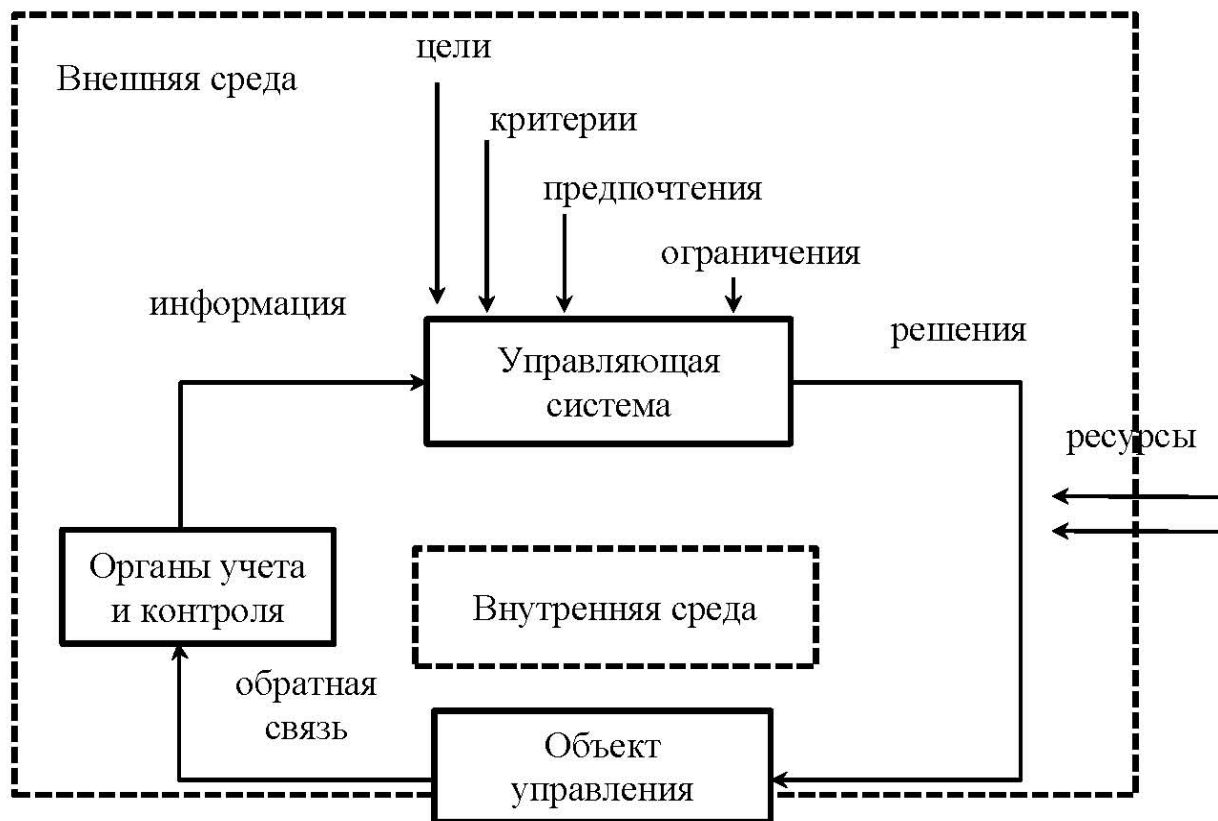 цели
Внешняя среда
критерии
предпочтения
ограничения
информация
решения
Управляющая
система
ресурсы
Органы учета
и контроля
Внутренняя среда
обратная
связь
Объект
управления